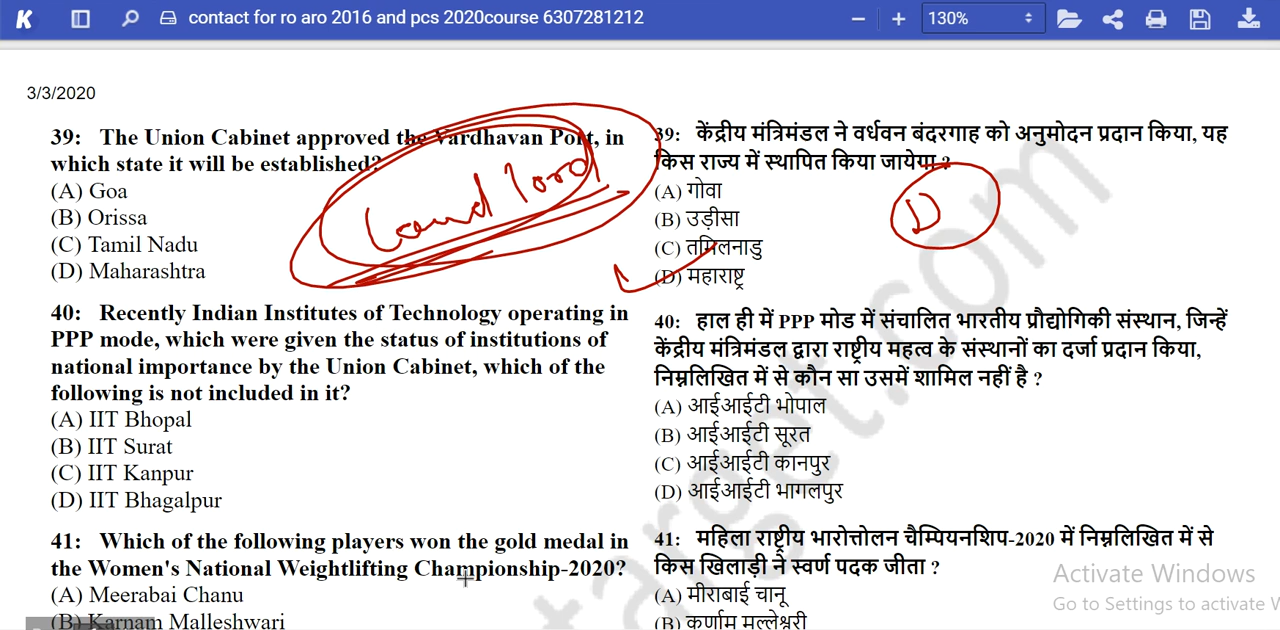 K contact for ro aro 2016 and pcs 2020course 6307281212 130%
3/3/2020
39: The Union Cabinet approved the Vardhavan Port, in
which state it will be established?
(A) Goa
(B) Orissa
(C) Tamil Nadu
(D) Maharashtra
Land lord
40: Recently Indian Institutes of Technology operating in
PPP mode, which were given the status of institutions of
national importance by the Union Cabinet, which of the
following is not included in it?
(A) IIT Bhopal
(B) IIT Surat
(C) IIT Kanpur
(D) IIT Bhagalpur
41: Which of the following players won the gold medal in
the Women's National Weightlifting Championship-2020?
(A) Meerabai Chanu
(B) Karnam Malleshwari
39: केंद्रीय मंत्रिमंडल ने वर्धवन बंदरगाह को अनुमोदन प्रदान किया, यह
किस राज्य में स्थापित किया जायेगा ?
(A) गोवा
(B) उड़ीसा
(C) तमिलनाडु
(D) महाराष्ट्र
D
40: हाल ही में PPP मोड में संचालित भारतीय प्रौद्योगिकी संस्थान, जिन्हें
केंद्रीय मंत्रिमंडल द्वारा राष्ट्रीय महत्व के संस्थानों का दर्जा प्रदान किया,
निम्नलिखित में से कौन सा उसमें शामिल नहीं है ?
(A) आईआईटी भोपाल
(B) आईआईटी सूरत
(C) आईआईटी कानपुर
(D) आईआईटी भागलपुर
41: महिला राष्ट्रीय भारोत्तोलन चैम्पियनशिप-2020 में निम्नलिखित में से
किस खिलाड़ी ने स्वर्ण पदक जीता ?
(A) मीराबाई चानू
(B) कर्णाम मल्लेश्वरी
target.com
Activate Windows
Go to Settings to activate W